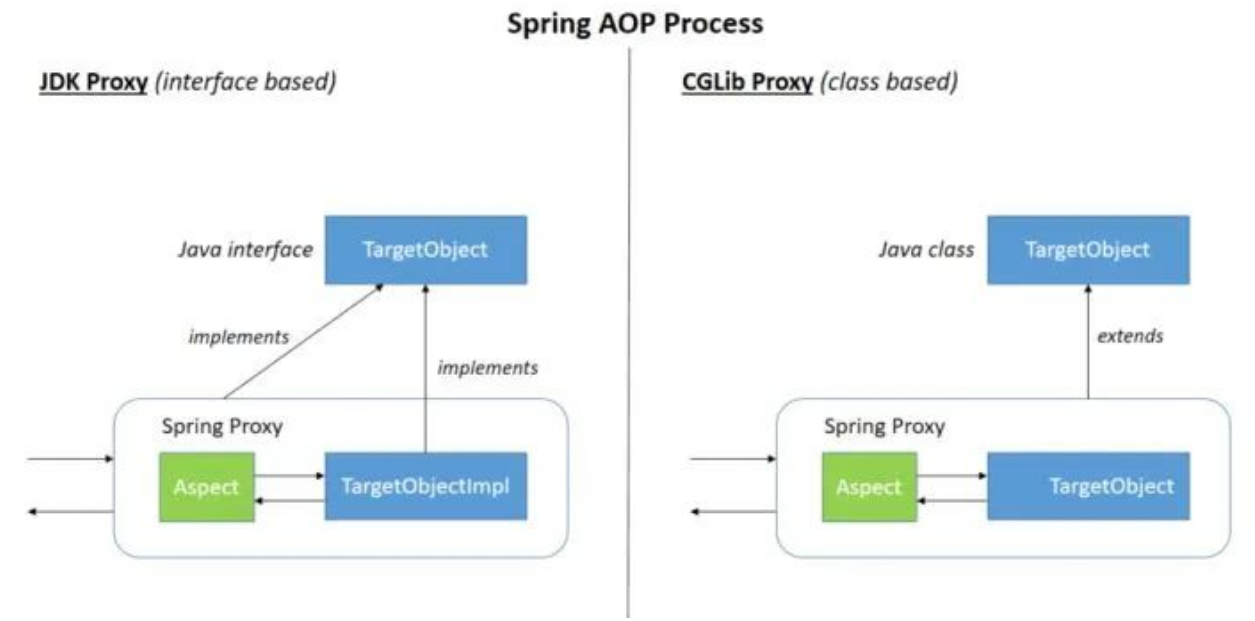 Spring AOP Process
JDK Proxy (interface based)
Java interface
TargetObject
implements
implements
Spring Proxy
Aspect
TargetObjectImpl
CGLib Proxy (class based)
Java class
TargetObject
extends
Spring Proxy
Aspect
TargetObject